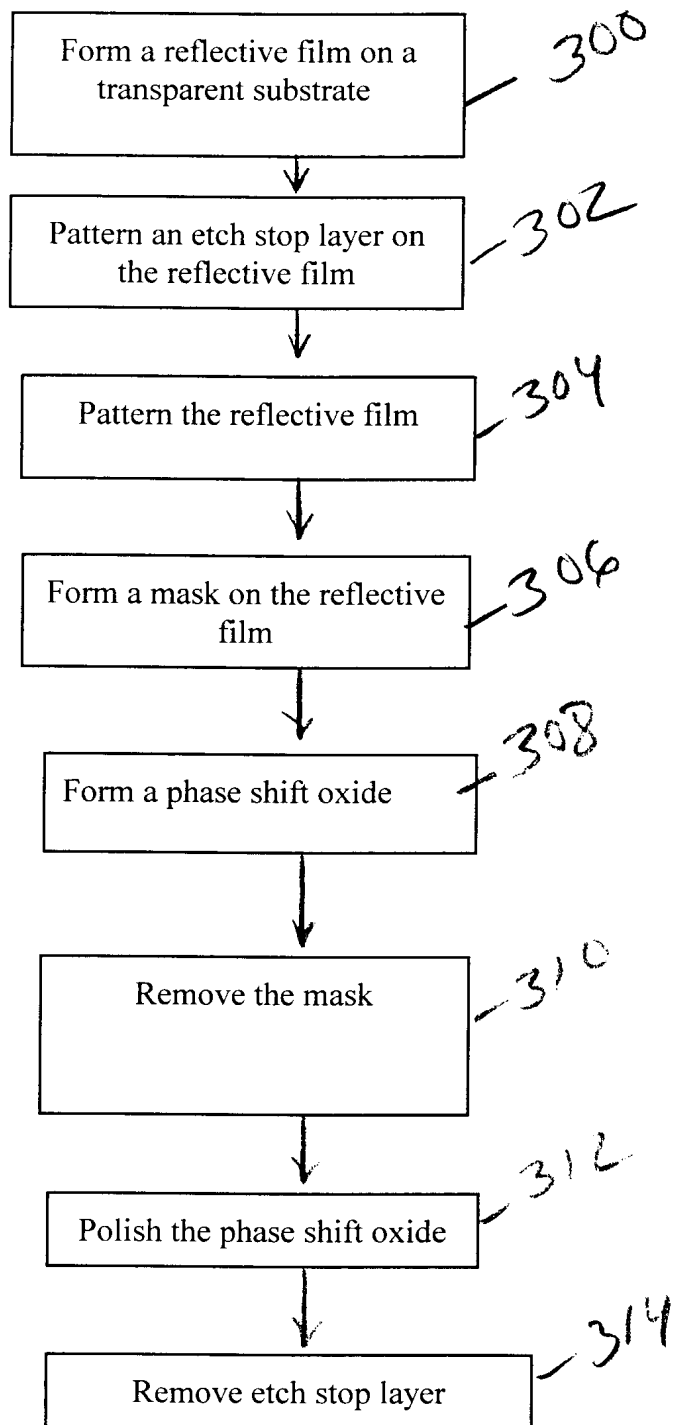 Form a reflective film on a
transparent substrate
300
Pattern an etch stop layer on
the reflective film
302
Pattern the reflective film
304
Form a mask on the reflective
film
306
Form a phase shift oxide
308
Remove the mask
310
Polish the phase shift oxide
312
Remove etch stop layer
314